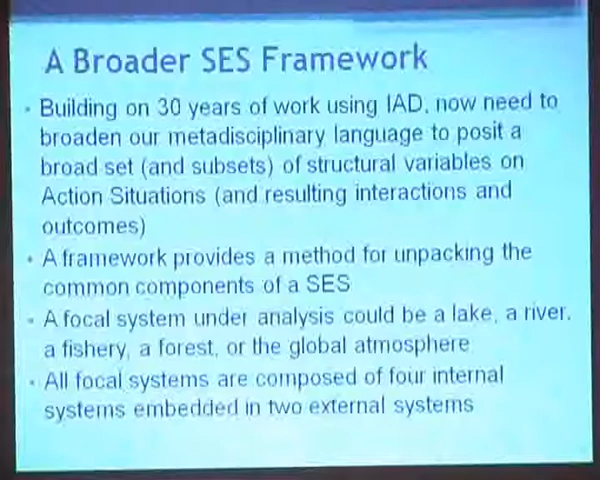 A Broader SES Framework
• Building on 30 years of work using IAD, now need to
broaden our metadisciplinary language to posit a
broad set (and subsets) of structural variables on
Action Situations (and resulting interactions and
outcomes)
• A framework provides a method for unpacking the
common components of a SES
• A focal system under analysis could be a lake, a river,
a fishery, a forest, or the global atmosphere
• All focal systems are composed of four internal
systems embedded in two external systems